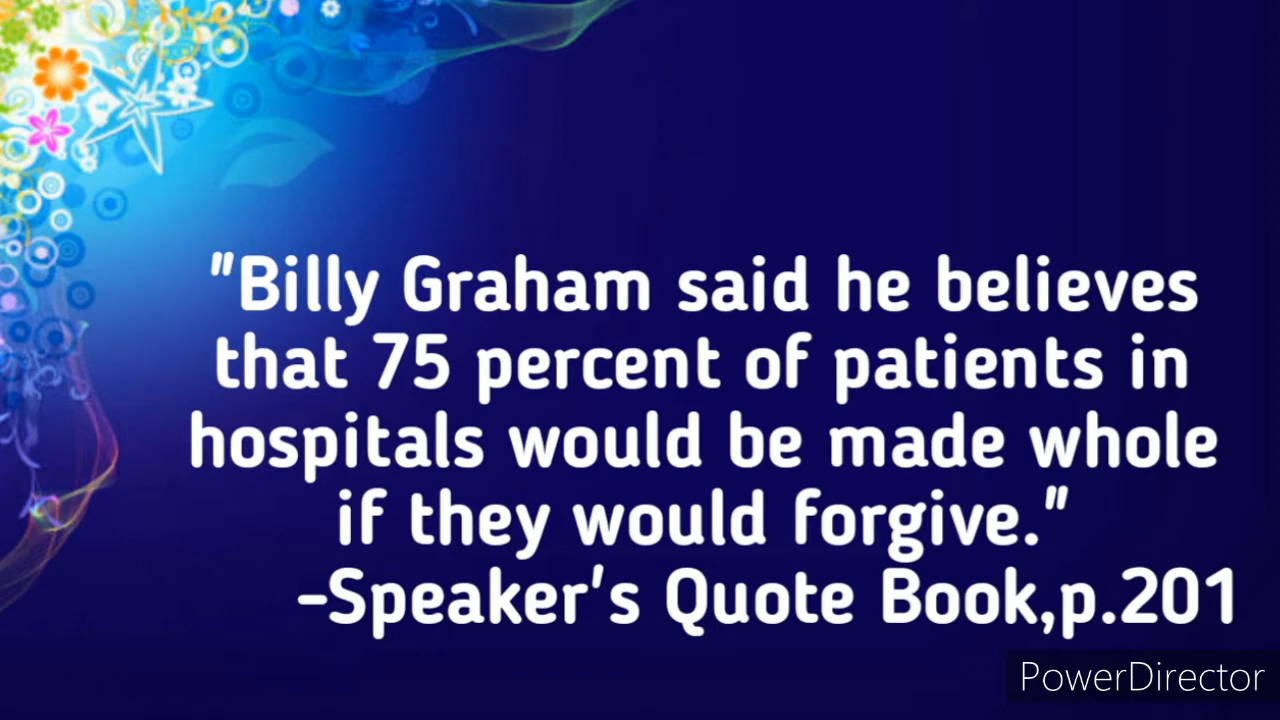 "Billy Graham said he believes
that 75 percent of patients in
hospitals would be made whole
if they would forgive."
-Speaker's Quote Book,p.201
PowerDirector